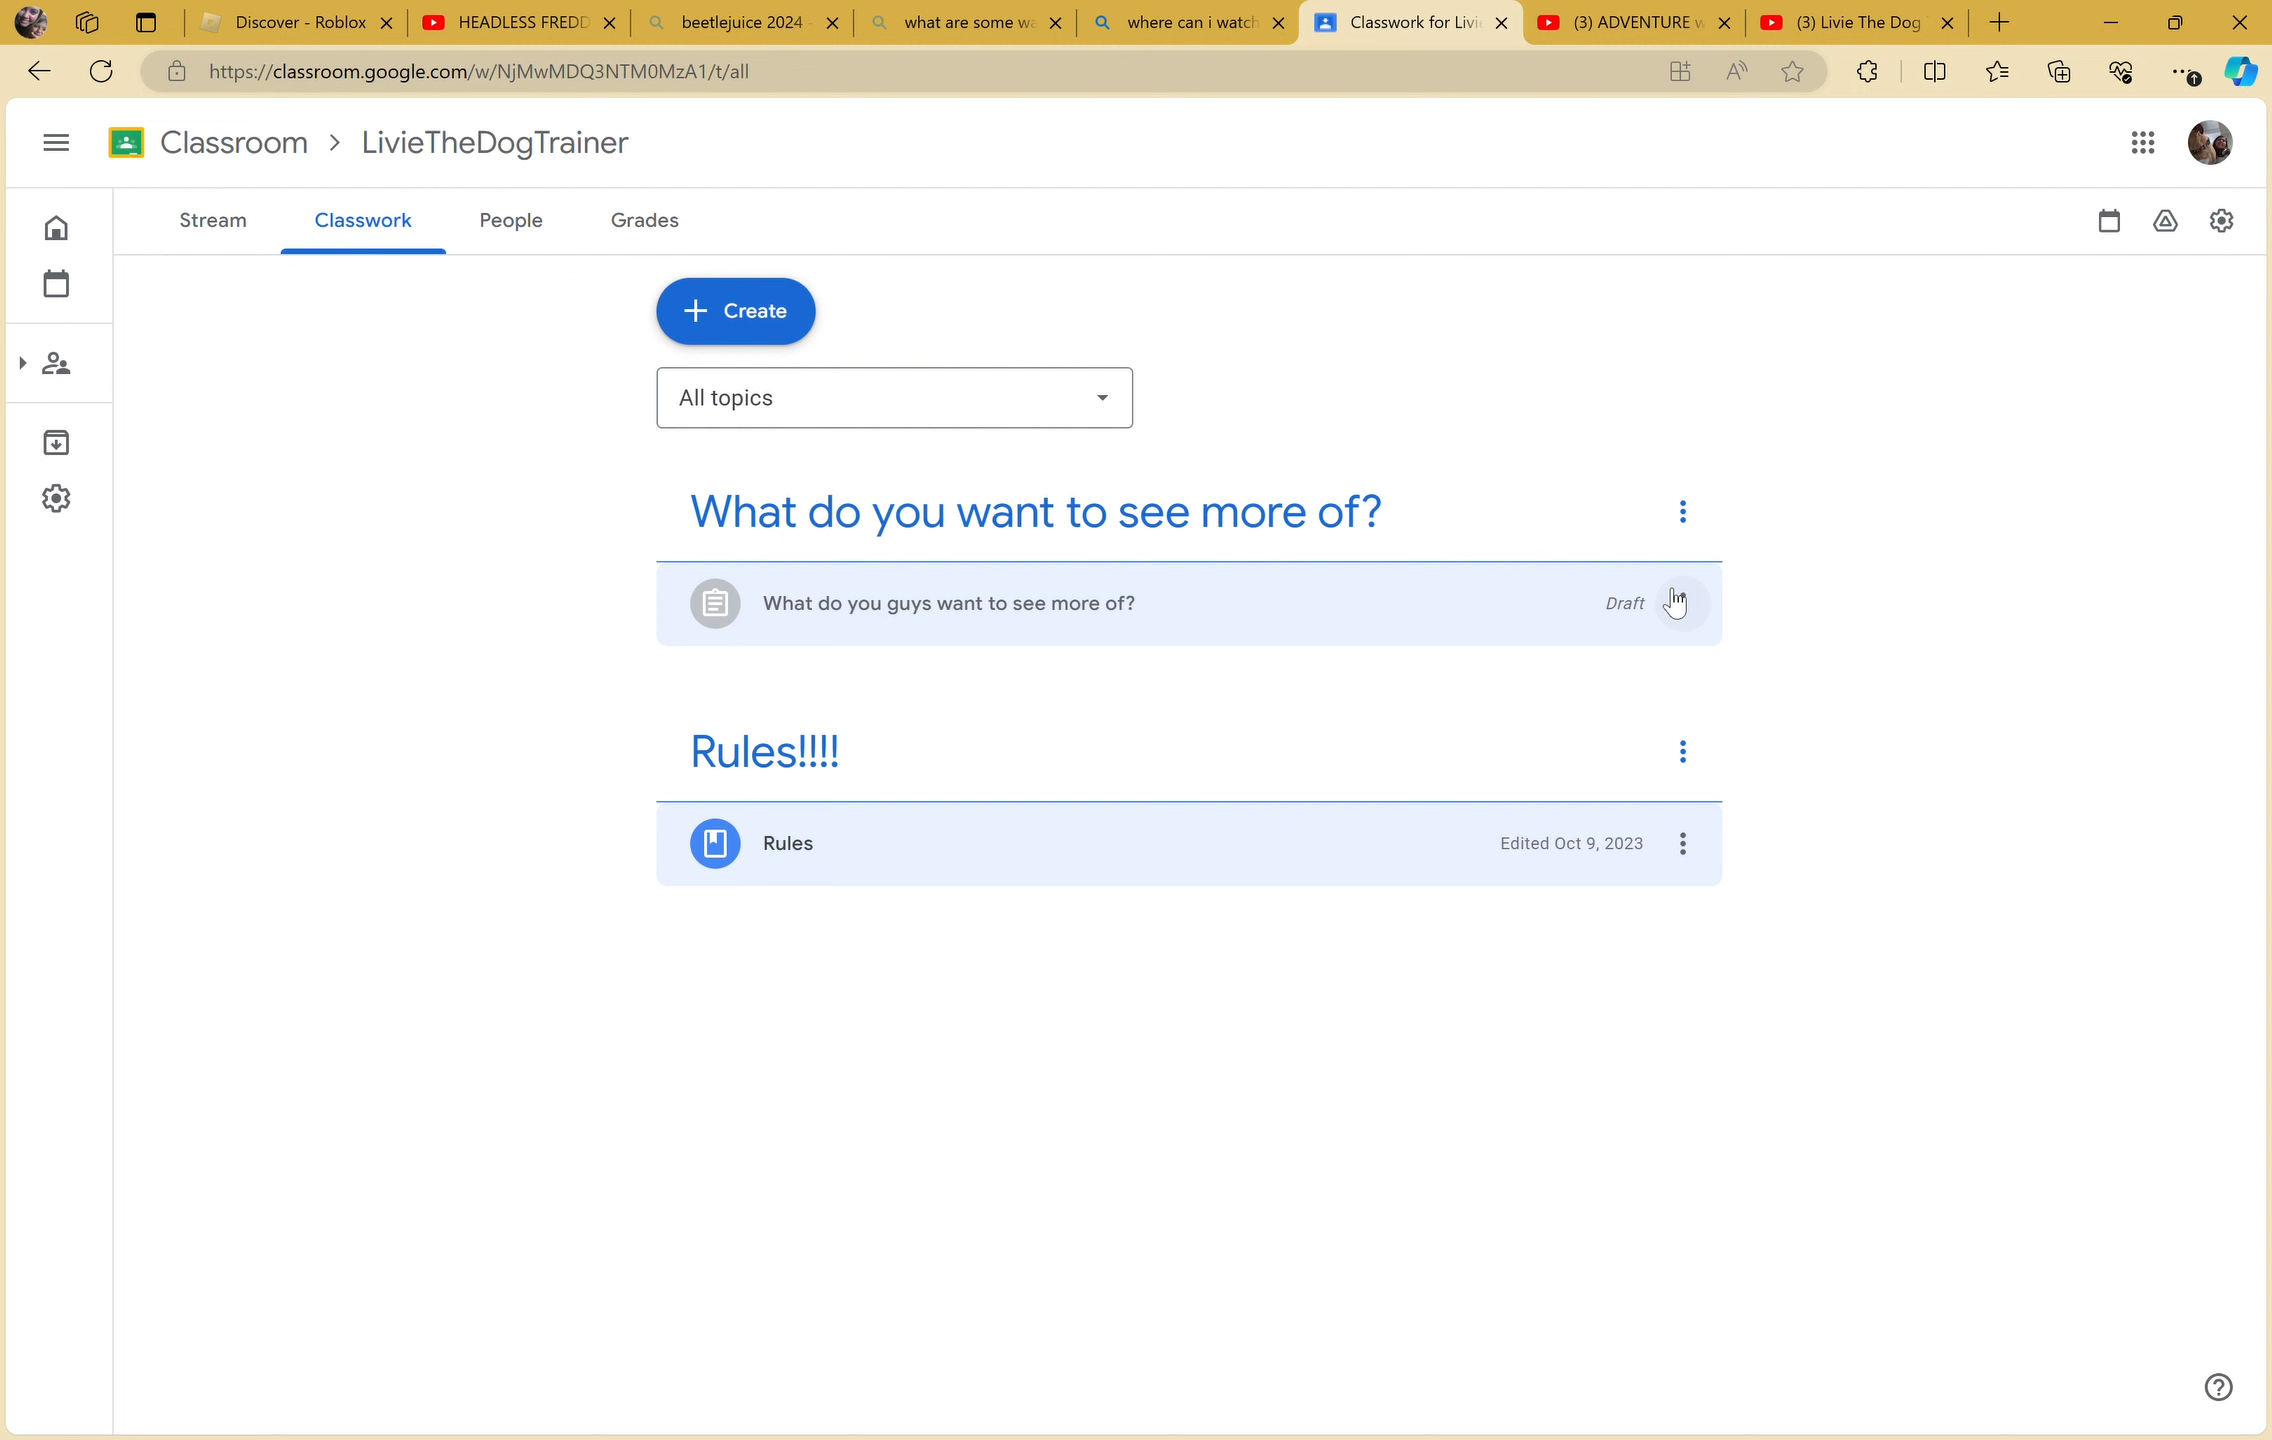 Discover - Roblox
HEADLESS FREDD
beetlejuice 2024 -
what are some wa
where can i watch
Classwork for Livi
(3) ADVENTURE w
(3) Livie The Dog
https://classroom.google.com/w/NjMwMDQ3NTM0MzA1/t/all
Classroom > LivieTheDogTrainer
Stream Classwork People Grades
+ Create
All topics
What do you want to see more of?
What do you guys want to see more of? Draft
Rules!!!!
Rules Edited Oct 9, 2023